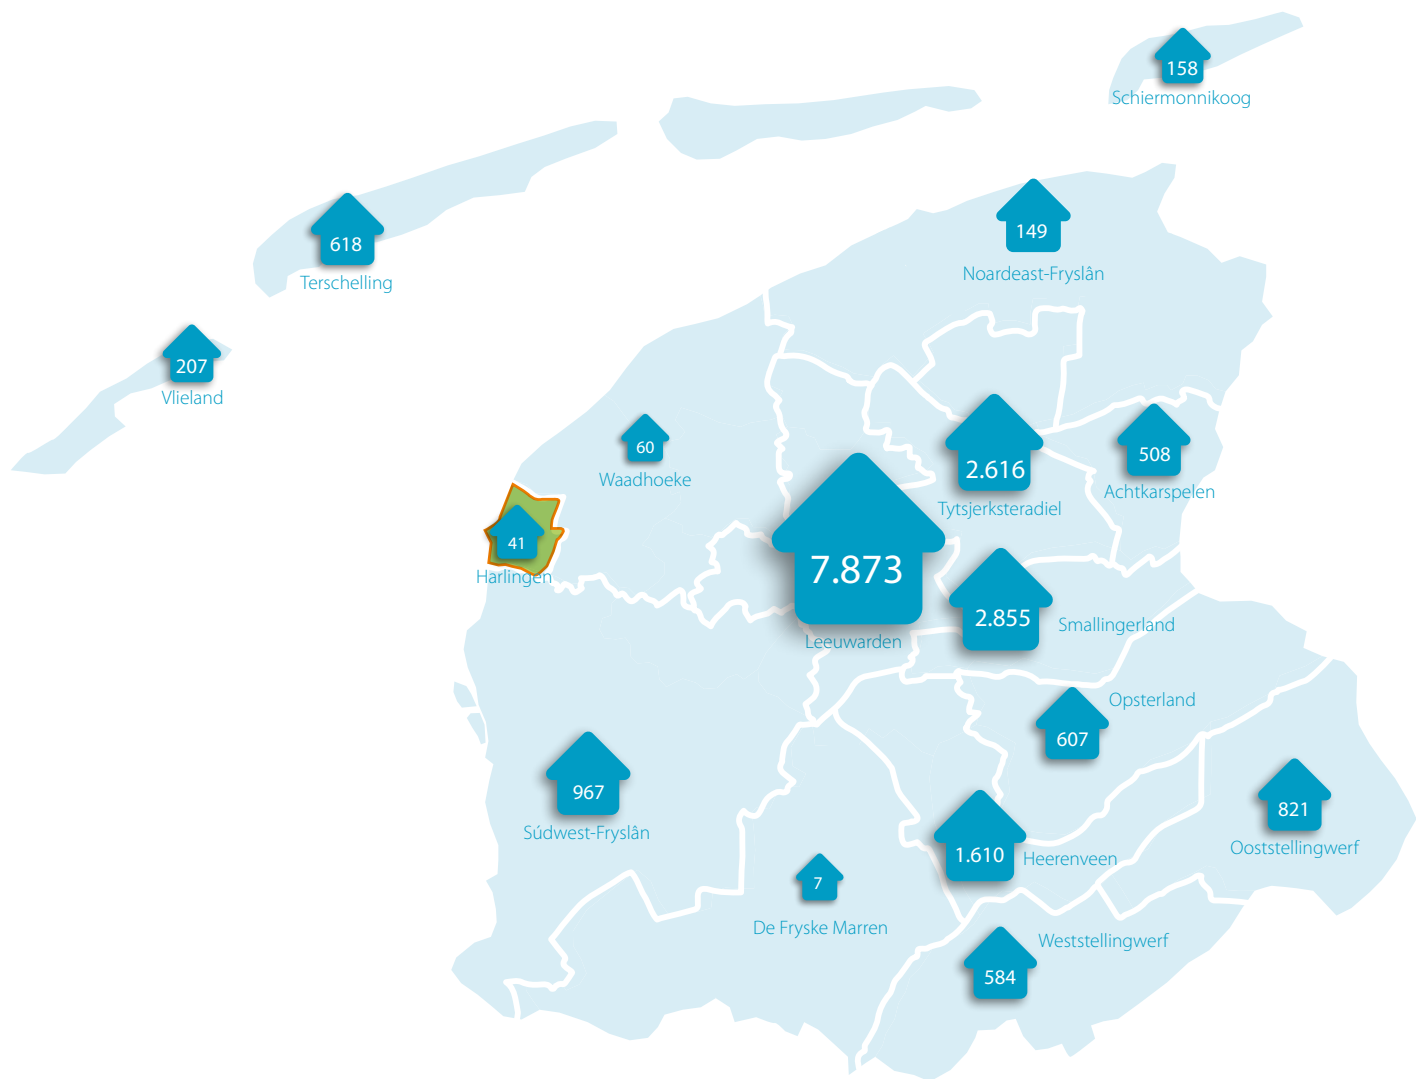 158
Schiermonnikoog
618
Terschelling
149
Noardeast-Fryslân
207
Vlieland
60
Waadhoeke
2.616
Tytsjerksteradiel
508
Achtkarspelen
41
Harlingen
7.873
Leeuwarden
2.855
Smallingerland
607
Opsterland
967
Súdwest-Fryslân
821
Ooststellingwerf
1.610
Heerenveen
7
De Fryske Marren
584
Weststellingwerf